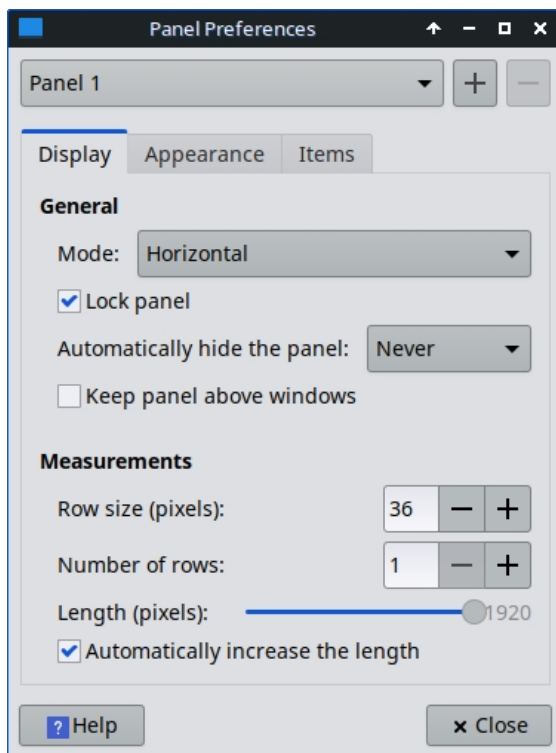 Panel Preferences
Panel 1
Display Appearance Items
General
Mode: Horizontal
Lock panel
Automatically hide the panel: Never
Keep panel above windows
Measurements
Row size (pixels): 36
Number of rows: 1
Length (pixels): 1920
Automatically increase the length
? Help × Close